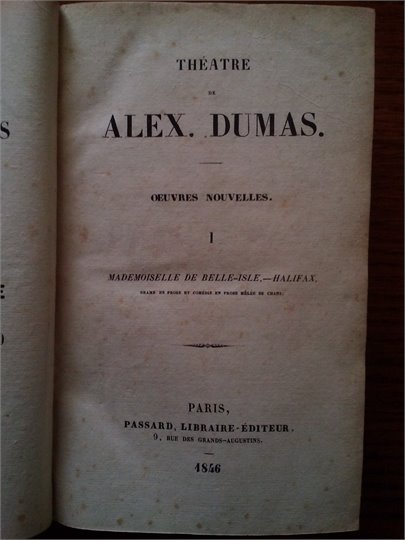 THÉATRE
DE
ALEX. DUMAS.
OEUVRES NOUVELLES.
I
MADEMOISELLE DE BELLE-ISLE,—HALIFAX,
DRAME EN PROSE ET COMÉDIE EN PROSE MÊLÉE DE CHANT.
PARIS,
PASSARD, LIBRAIRE-ÉDITEUR.
9, RUE DES GRANDS-AUGUSTINS.
1846
S
E